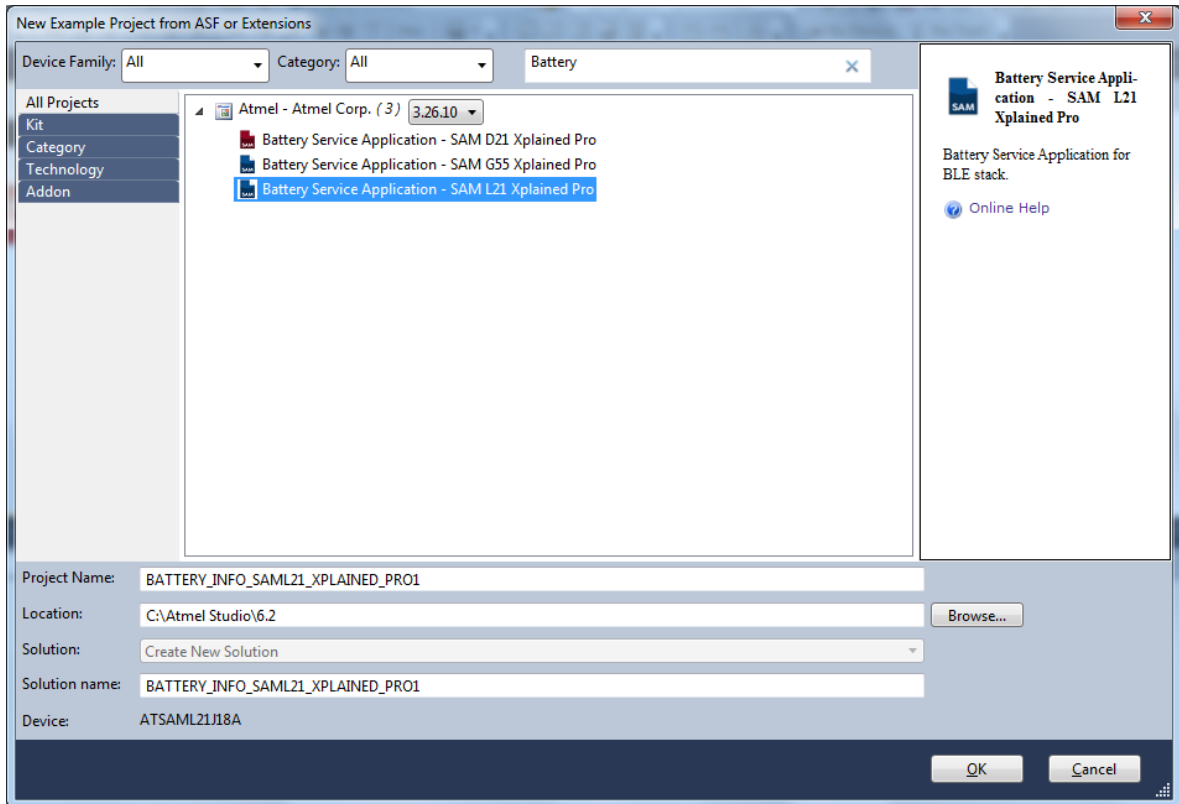 New Example Project from ASF or Extensions
Device Family: All Category: All Battery
All Projects
Kit
Category
Technology
Addon
Atmel - Atmel Corp. (3) 3.26.10
Battery Service Application - SAM D21 Xplained Pro
Battery Service Application - SAM G55 Xplained Pro
Battery Service Application - SAM L21 Xplained Pro
SAM
Battery Service Appli-
cation - SAM L21
Xplained Pro
Battery Service Application for
BLE stack.
Online Help
Project Name: BATTERY_INFO_SAML21_XPLAINED_PRO1
Location: C:\Atmel Studio\6.2 Browse...
Solution: Create New Solution
Solution name: BATTERY_INFO_SAML21_XPLAINED_PRO1
Device: ATSAML21J18A
OK Cancel